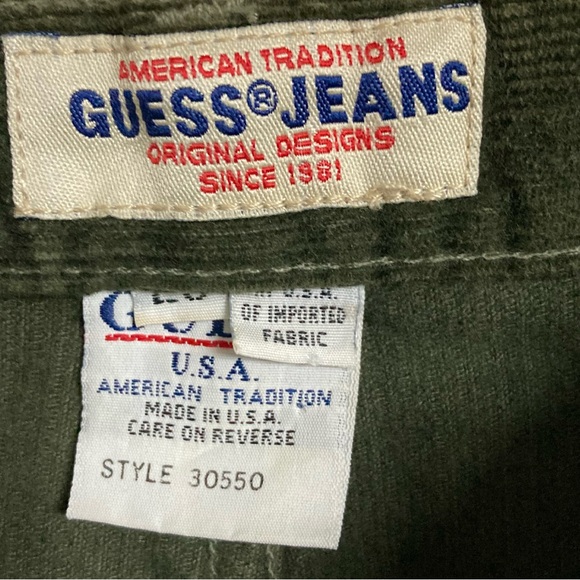 AMERICAN TRADITION
GUESS® JEANS
ORIGINAL DESIGNS
SINCE 1981
U.S.A.
OF IMPORTED
FABRIC
U.S.A.
AMERICAN TRADITION
MADE IN U.S.A.
CARE ON REVERSE
STYLE 30550